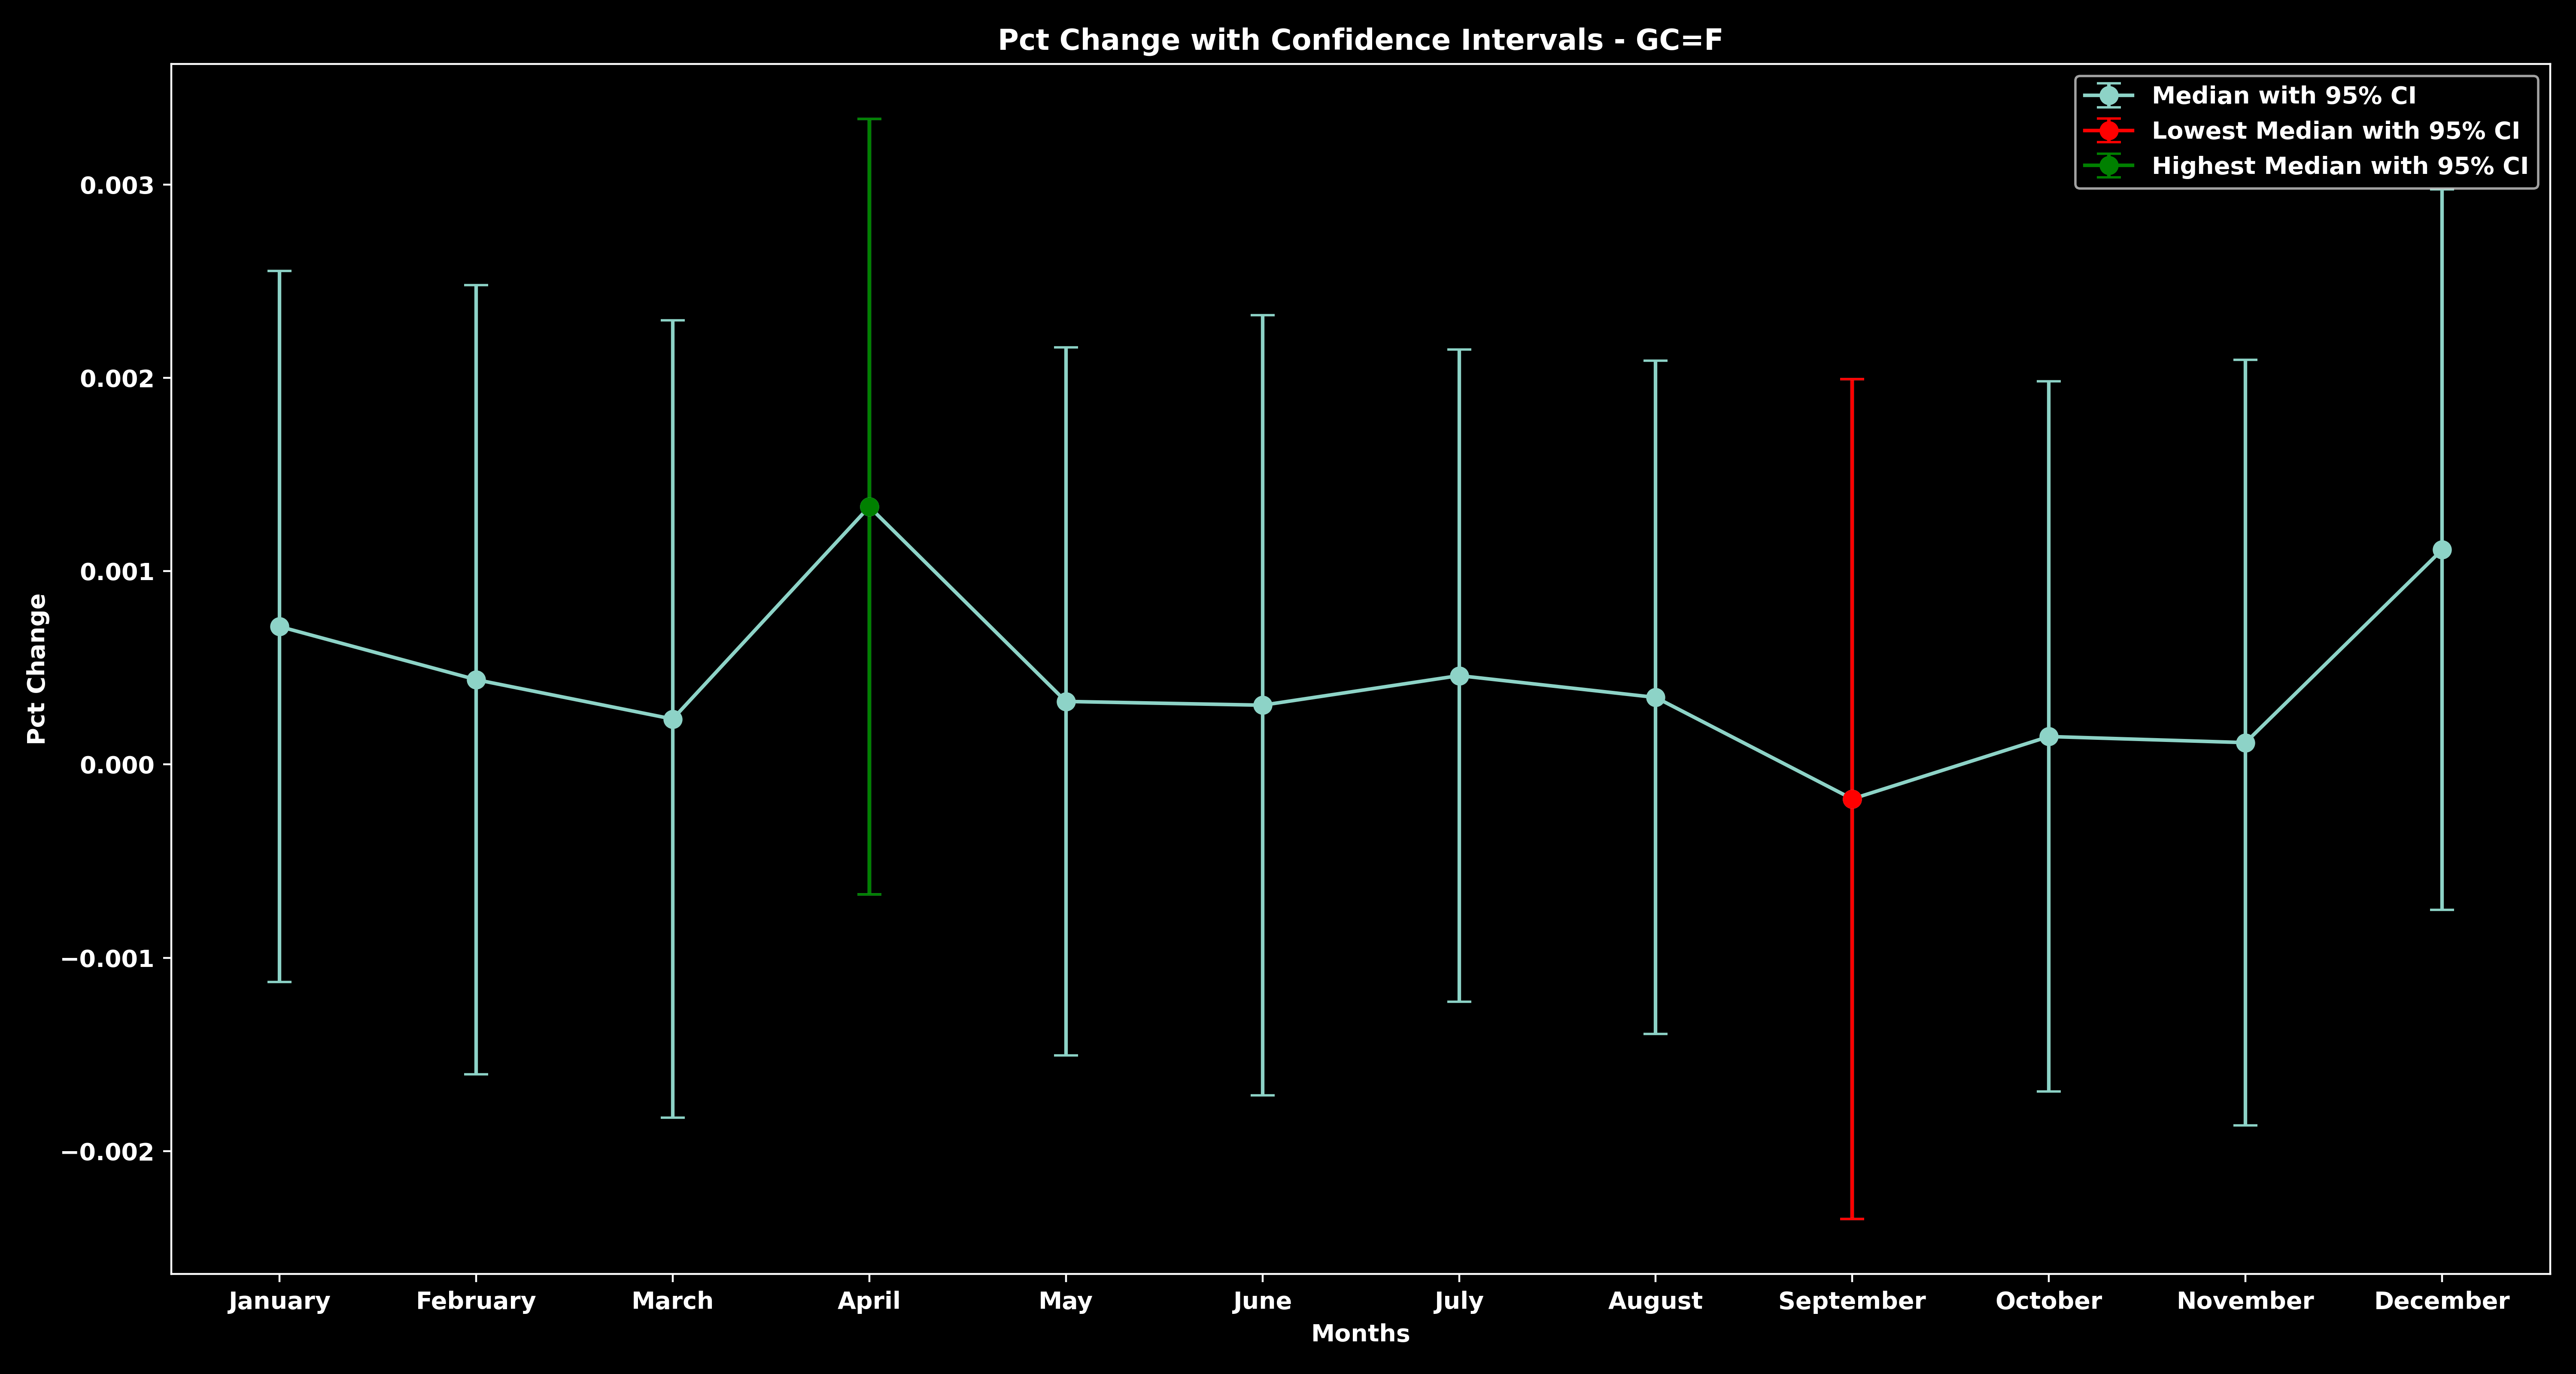 Pct Change with Confidence Intervals - GC=F
Median with 95% CI
Lowest Median with 95% CI
Highest Median with 95% CI
0.003
0.002
0.001
0.000
−0.001
−0.002
Pct Change
January February March April May June July August September October November December
Months